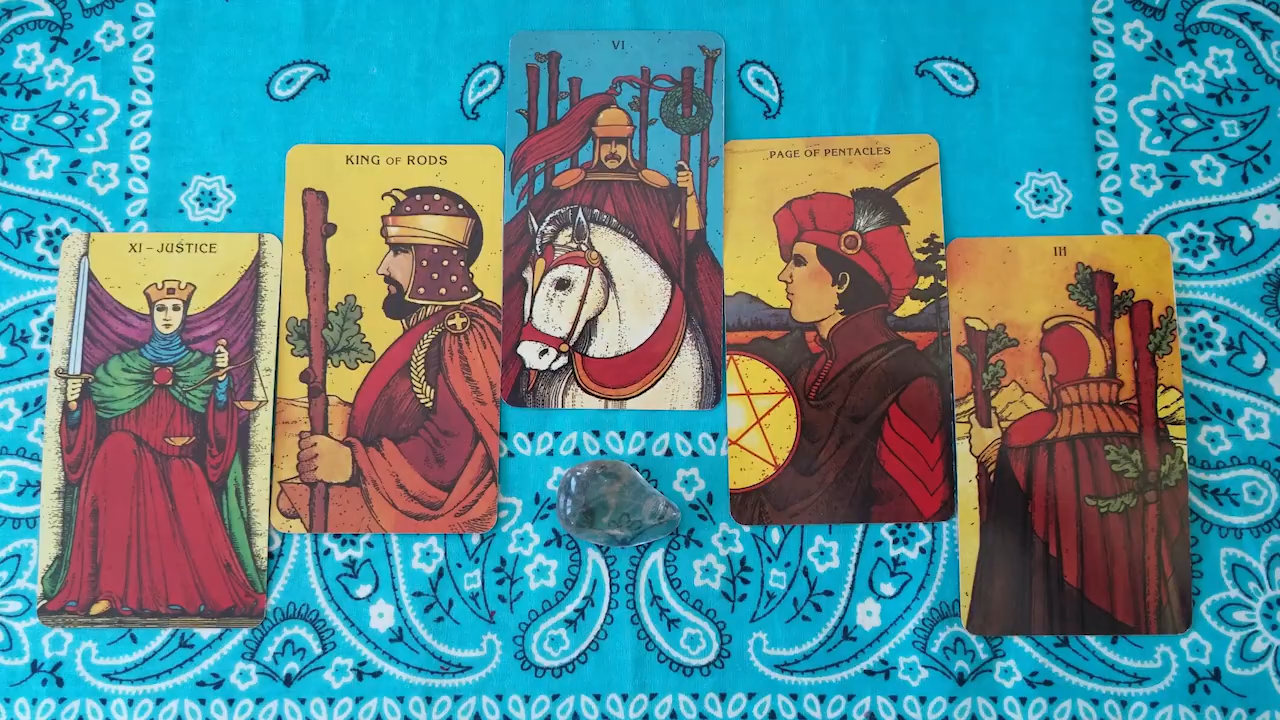 XI – JUSTICE
KING OF RODS
VI
PAGE OF PENTACLES
III